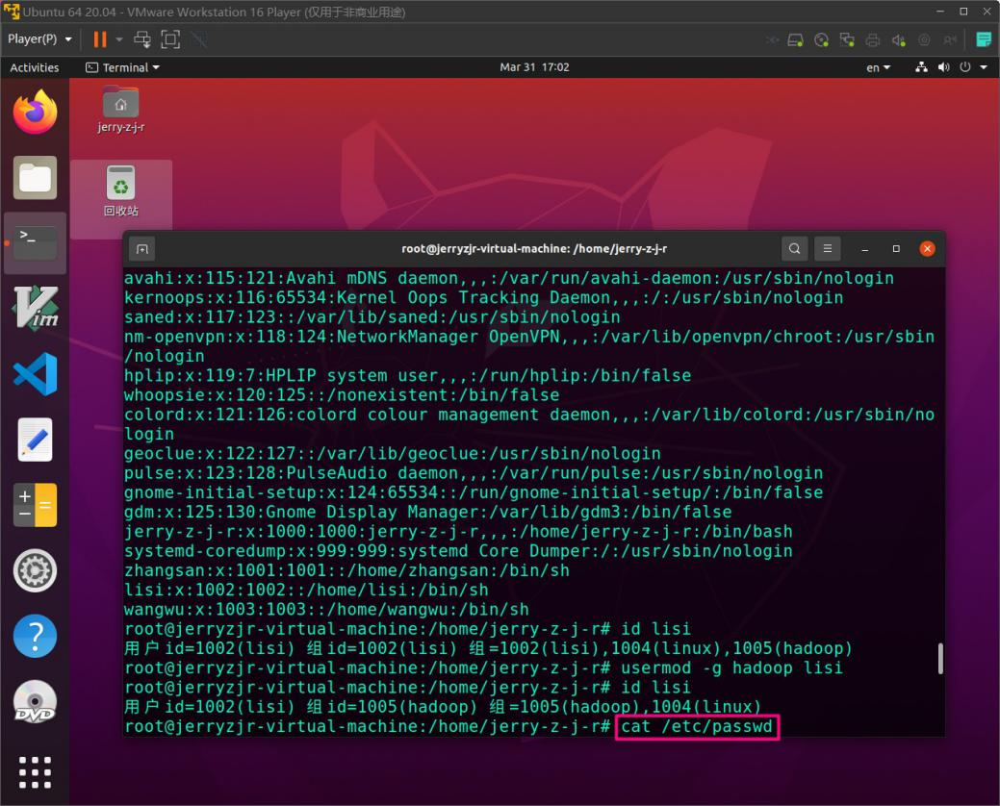 Ubuntu 64 20.04 - VMware Workstation 16 Player (仅用于非商业用途)
Player(P)
Activities
Terminal
Mar 31 17:02
en
jerry-z-j-r
回收站
Vim
DVD
root@jerryzjr-virtual-machine: /home/jerry-z-j-r
avahi:x:115:121:Avahi mDNS daemon,,,:/var/run/avahi-daemon:/usr/sbin/nologin
kernoops:x:116:65534:Kernel Oops Tracking Daemon,,,:/:/usr/sbin/nologin
saned:x:117:123::/var/lib/saned:/usr/sbin/nologin
nm-openvpn:x:118:124:NetworkManager OpenVPN,,,:/var/lib/openvpn/chroot:/usr/sbin
/nologin
hplip:x:119:7:HPLIP system user,,,:/run/hplip:/bin/false
whoopsie:x:120:125::/nonexistent:/bin/false
colord:x:121:126:colord colour management daemon,,,:/var/lib/colord:/usr/sbin/no
login
geoclue:x:122:127::/var/lib/geoclue:/usr/sbin/nologin
pulse:x:123:128:PulseAudio daemon,,,:/var/run/pulse:/usr/sbin/nologin
gnome-initial-setup:x:124:65534::/run/gnome-initial-setup/:/bin/false
gdm:x:125:130:Gnome Display Manager:/var/lib/gdm3:/bin/false
jerry-z-j-r:x:1000:1000:jerry-z-j-r,,,:/home/jerry-z-j-r:/bin/bash
systemd-coredump:x:999:999:systemd Core Dumper:/:/usr/sbin/nologin
zhangsan:x:1001:1001::/home/zhangsan:/bin/sh
lisi:x:1002:1002::/home/lisi:/bin/sh
wangwu:x:1003:1003::/home/wangwu:/bin/sh
root@jerryzjr-virtual-machine:/home/jerry-z-j-r# id lisi
用户id=1002(lisi) 组id=1002(lisi) 组=1002(lisi),1004(linux),1005(hadoop)
root@jerryzjr-virtual-machine:/home/jerry-z-j-r# usermod -g hadoop lisi
root@jerryzjr-virtual-machine:/home/jerry-z-j-r# id lisi
用户id=1002(lisi) 组id=1005(hadoop) 组=1005(hadoop),1004(linux)
root@jerryzjr-virtual-machine:/home/jerry-z-j-r# cat /etc/passwd